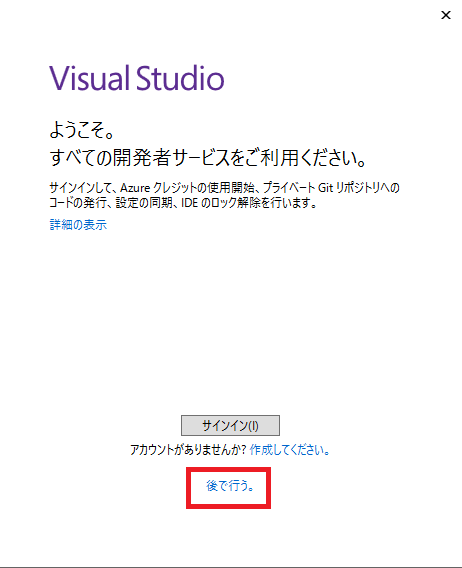 Visual Studio
ようこそ。
すべての開発者サービスをご利用ください。
サインインして、Azure クレジットの使用開始、プライベート Git リポジトリへの
コードの発行、設定の同期、IDE のロック解除を行います。
詳細の表示
サインイン(I)
アカウントがありませんか? 作成してください。
後で行う。